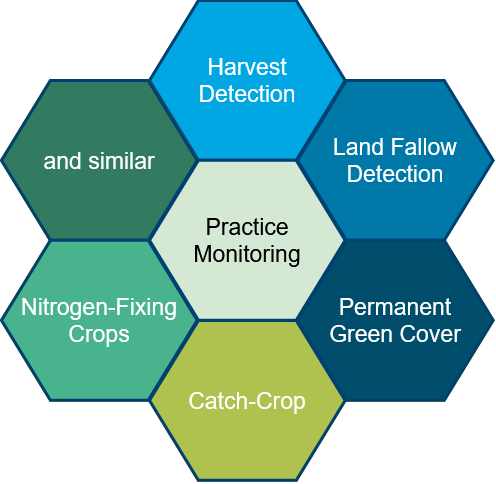 Harvest
Detection
and similar
Land Fallow
Detection
Practice
Monitoring
Nitrogen-Fixing
Crops
Permanent
Green Cover
Catch-Crop